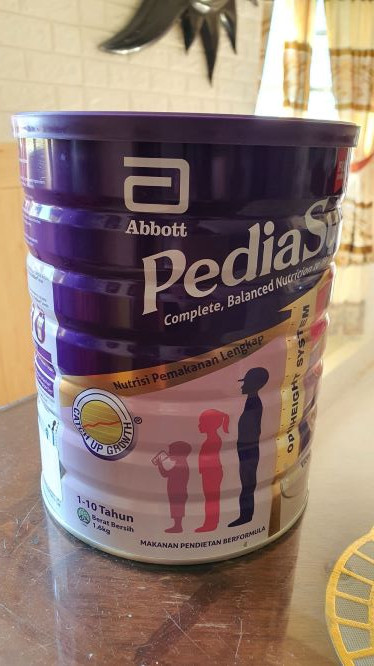 Abbott
PediaS
Complete, Balanced Nutrition
Nutrisi Pemakanan Lengkap
CATCH UP GROWTH®
OPTIHEIGHT SYSTEM
1-10 Tahun
Berat Bersih
1.6kg
MAKANAN PENDIETAN BERFORMULA